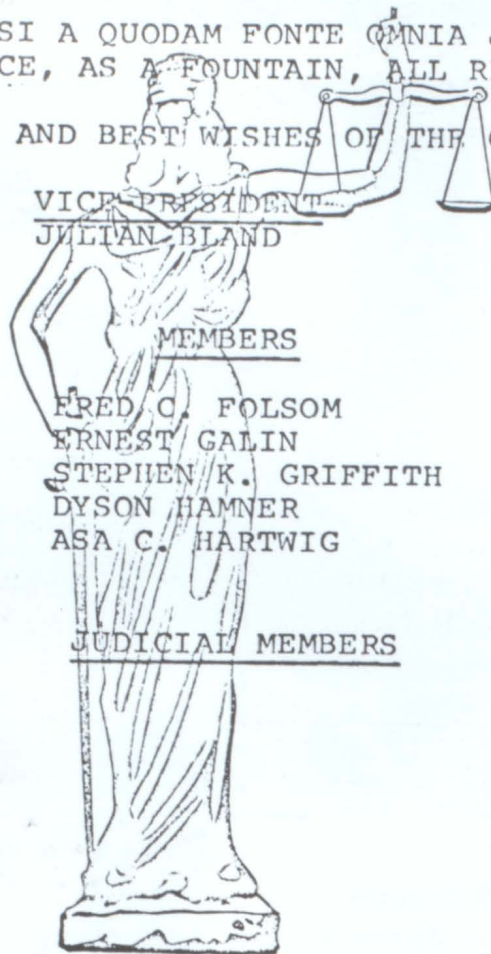 SI A QUODAM FONTE OMNIA
CE, AS A FOUNTAIN, ALL R
AND BEST WISHES OF THE
VICE-PRESIDENT
JULIAN BLAND
MEMBERS
FRED C. FOLSOM
ERNEST GALIN
STEPHEN K. GRIFFITH
DYSON HAMNER
ASA C. HARTWIG
JUDICIAL MEMBERS